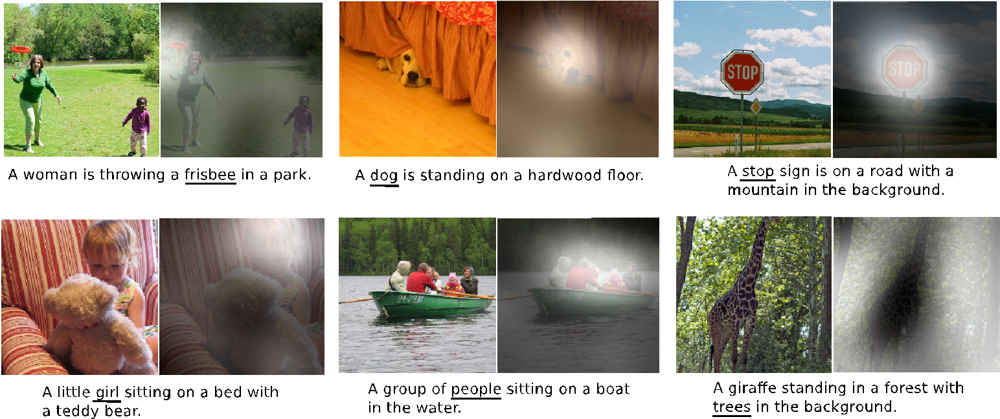 STOP
STOP
A woman is throwing a frisbee in a park.
A dog is standing on a hardwood floor.
A stop sign is on a road with a
mountain in the background.
A little girl sitting on a bed with
a teddy bear.
A group of people sitting on a boat
in the water.
A giraffe standing in a forest with
trees in the background.